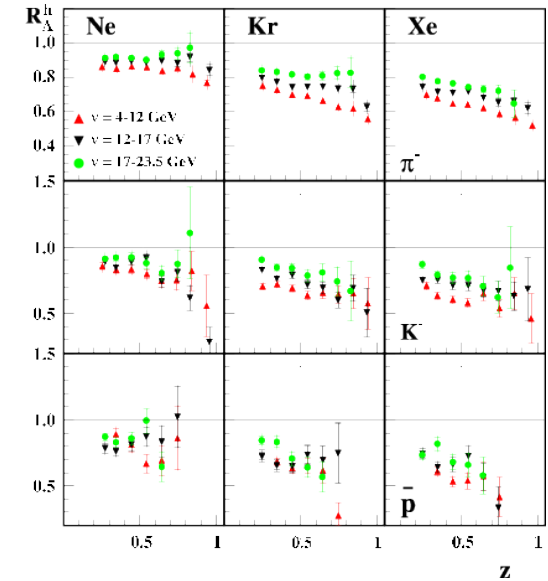 R_A^h
Ne Kr Xe
1.0
0.8
0.6
0.4
ν = 4-12 GeV
ν = 12-17 GeV
ν = 17-23.5 GeV
π⁻
1.5
1.0
0.5
K⁻
1.5
1.0
0.5
p̄
0.5 1 0.5 1 0.5 1
z